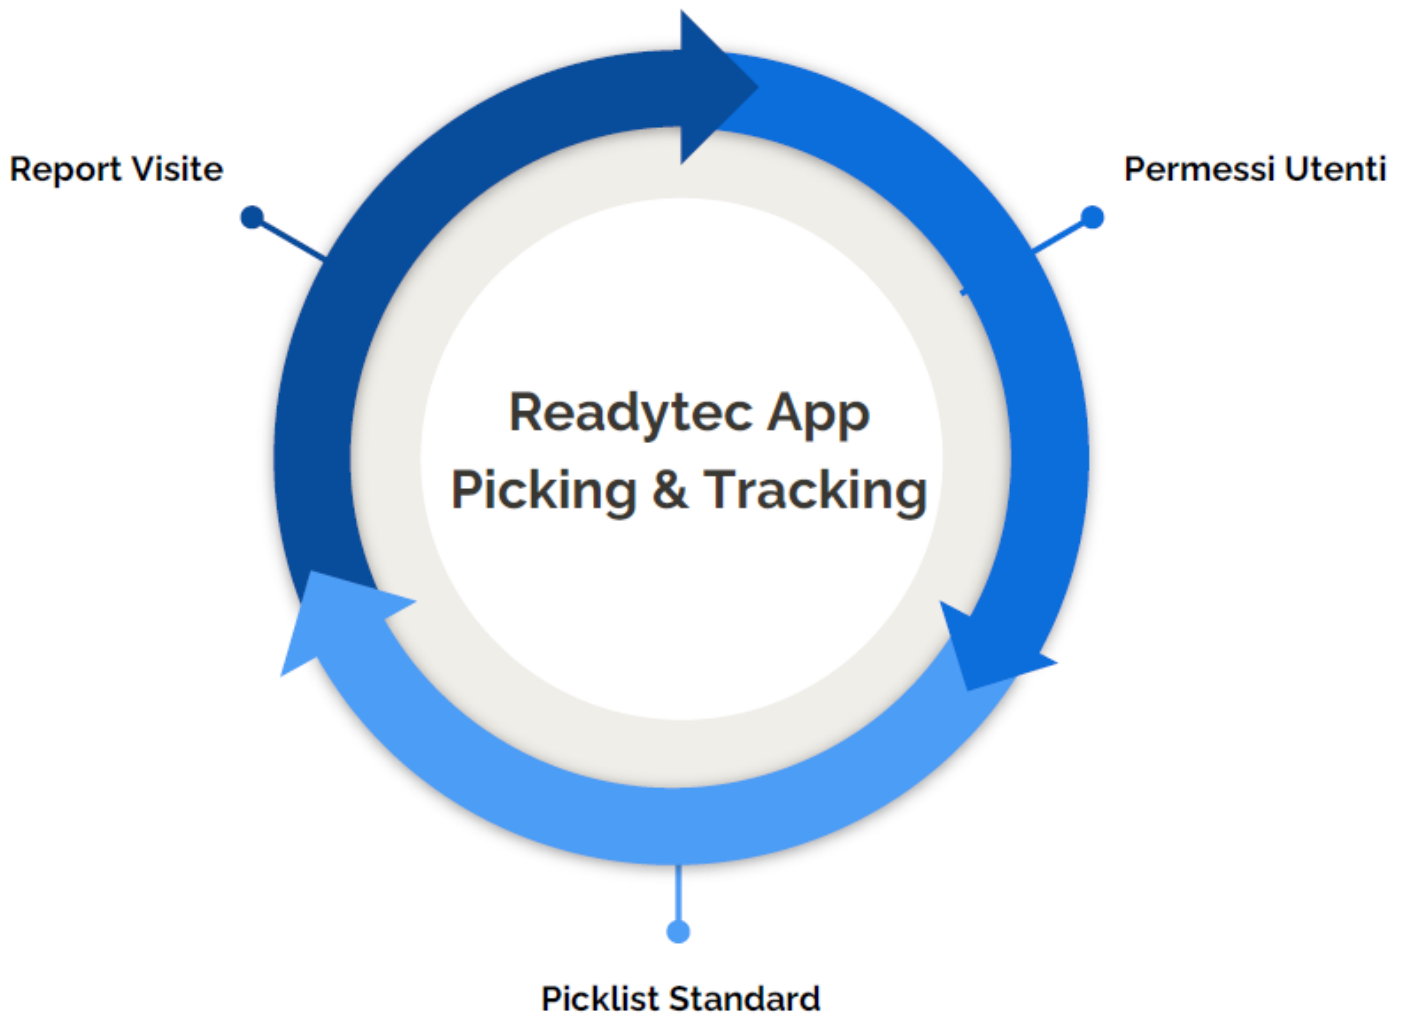 Report Visite
Permessi Utenti
Readytec App
Picking & Tracking
Picklist Standard